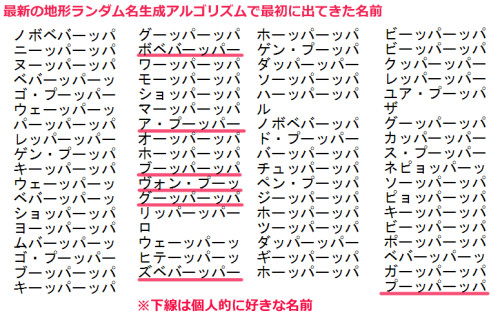 最新の地形ランダム名生成アルゴリズムで最初に出てきた名前
ノボベバーッパ
ニーッパーッパ
ヌーッパーッパ
ベバーッパーッ
ゴ・プーッパー
ウェーッパーッ
パーッパーッパ
レッパーッパー
ゲン・プーッパ
キーッパーッパ
ウェーッパーッ
ベバーッパーッ
ショーッパーッ
ヨーッパーッパ
ムバーッパーッ
ゴ・プーッパー
ブーッパーッパ
キーッパーッパ
グーッパーッパ
ボベバーッパー
ワーッパーッパ
モーッパーッパ
ショーッパーッ
マーッパーッパ
ア・プーッパー
オーッパーッパ
ホーッパーッパ
ブーッパーッパ
ヴォン・プーッ
グーッパーッパ
リッパーッパー
ロ
ウェーッパーッ
ヒテーッパーッ
ズベバーッパー
ホーッパーッパ
ゲン・プーッパ
ダッパーッパー
ソーッパーッパ
ハーッパーッパ
ル
ノボベバーッパ
ド・プーッパー
バーッパーッパ
チュッパーッパ
ペン・プーッパ
ジーッパーッパ
ホーッパーッパ
ツーッパーッパ
ダッパーッパー
ギーッパーッパ
ホーッパーッパ
ビーッパーッパ
ビーッパーッパ
クッパーッパー
レッパーッパー
ユア・プーッパ
ザ
グーッパーッパ
カッパーッパー
ス・プーッパー
ネピョッパーッ
ソーッパーッパ
ピョッパーッパ
キーッパーッパ
ビーッパーッパ
ポーッパーッパ
ベバーッパーッ
ガーッパーッパ
プーッパーッパ
※下線は個人的に好きな名前